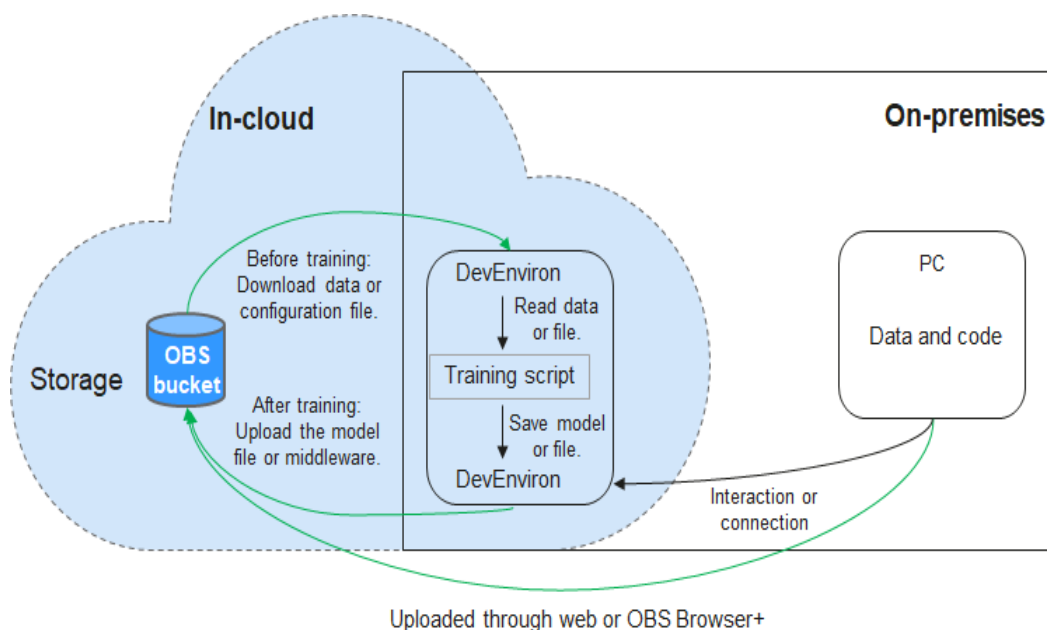 In-cloud
On-premises
Before training:
Download data or
configuration file.
DevEnviron
Read data
or file.
Training script
Save model
or file.
DevEnviron
PC
Data and code
Storage
OBS
bucket
After training:
Upload the model
file or middleware.
Interaction or
connection
Uploaded through web or OBS Browser+